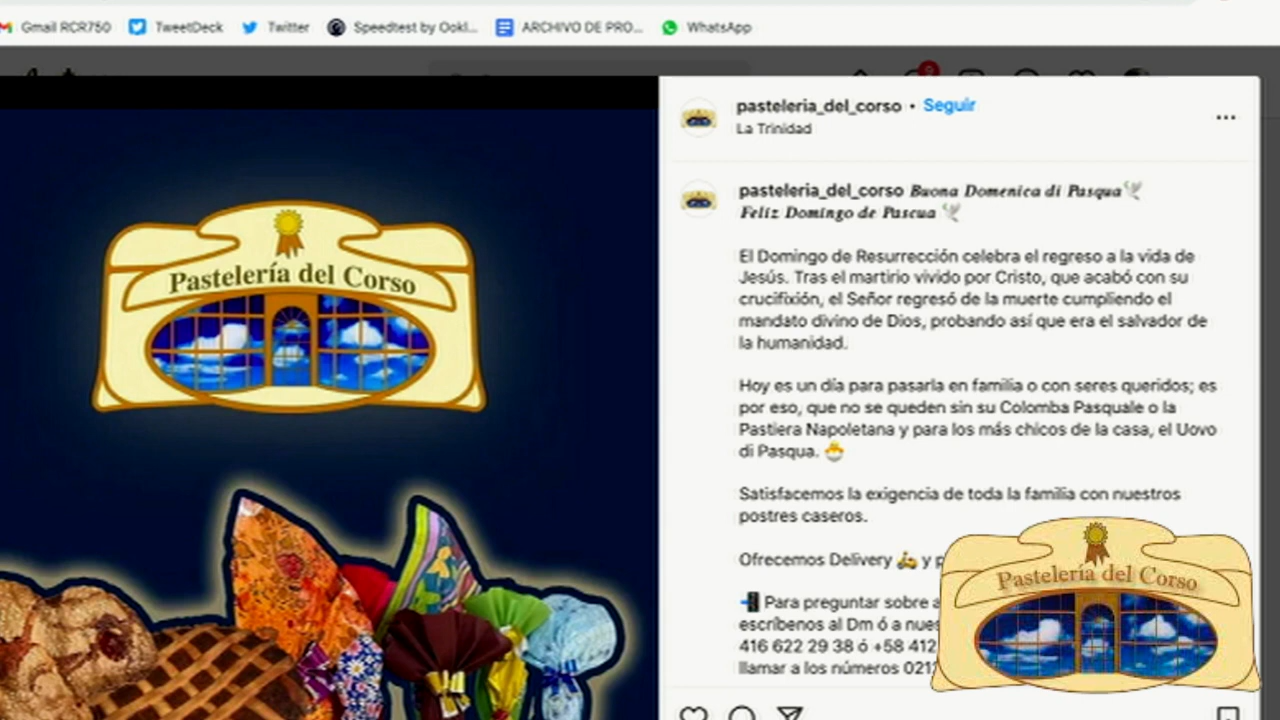 Gmail RCR750 TweetDeck Twitter Speedtest by Ookl... ARCHIVO DE PRO... WhatsApp
Pastelería del Corso
pasteleria_del_corso • Seguir
La Trinidad
pasteleria_del_corso Buona Domenica di Pasqua
Feliz Domingo de Pascua
El Domingo de Resurrección celebra el regreso a la vida de
Jesús. Tras el martirio vivido por Cristo, que acabó con su
crucifixión, el Señor regresó de la muerte cumpliendo el
mandato divino de Dios, probando así que era el salvador de
la humanidad.
Hoy es un día para pasarla en familia o con seres queridos; es
por eso, que no se queden sin su Colomba Pasquale o la
Pastiera Napoletana y para los más chicos de la casa, el Uovo
di Pasqua.
Satisfacemos la exigencia de toda la familia con nuestros
postres caseros.
Ofrecemos Delivery y p
Para preguntar sobre a
escríbenos al Dm ó a nues
416 622 29 38 ó +58 412
llamar a los números 0212
Pastelería del Corso